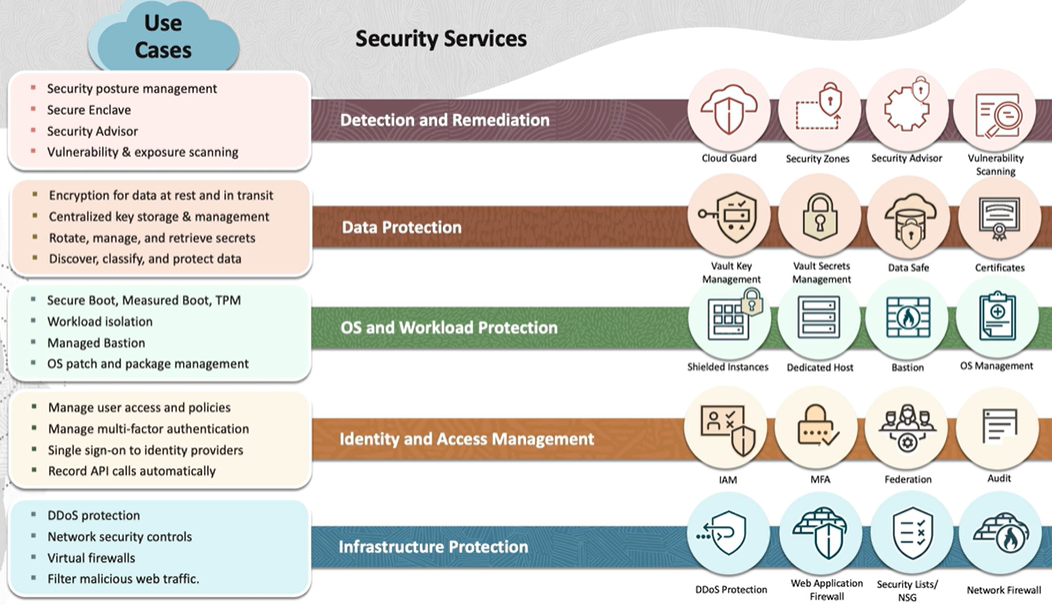 Use
Cases
Security Services
Security posture management
Secure Enclave
Security Advisor
Vulnerability & exposure scanning
Detection and Remediation
Cloud Guard
Security Zones
Security Advisor
Vulnerability
Scanning
Encryption for data at rest and in transit
Centralized key storage & management
Rotate, manage, and retrieve secrets
Discover, classify, and protect data
Data Protection
Vault Key
Management
Vault Secrets
Management
Data Safe
Certificates
Secure Boot, Measured Boot, TPM
Workload isolation
Managed Bastion
OS patch and package management
OS and Workload Protection
Shielded Instances
Dedicated Host
Bastion
OS Management
Manage user access and policies
Manage multi-factor authentication
Single sign-on to identity providers
Record API calls automatically
Identity and Access Management
IAM
MFA
Federation
Audit
DDoS protection
Network security controls
Virtual firewalls
Filter malicious web traffic.
Infrastructure Protection
DDoS Protection
Web Application
Firewall
Security Lists/
NSG
Network Firewall